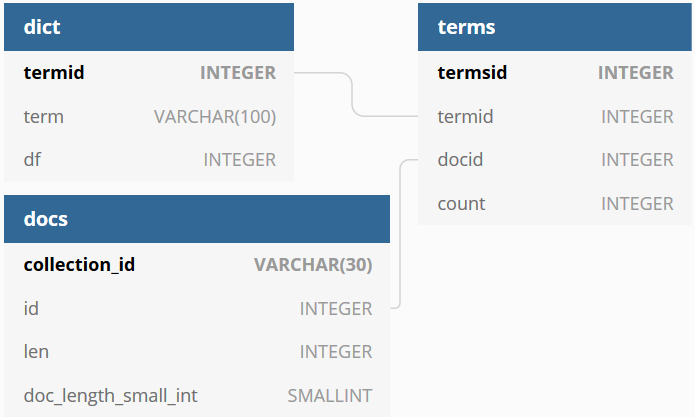 dict
termid INTEGER
term VARCHAR(100)
df INTEGER
docs
collection_id VARCHAR(30)
id INTEGER
len INTEGER
doc_length_small_int SMALLINT
terms
termsid INTEGER
termid INTEGER
docid INTEGER
count INTEGER